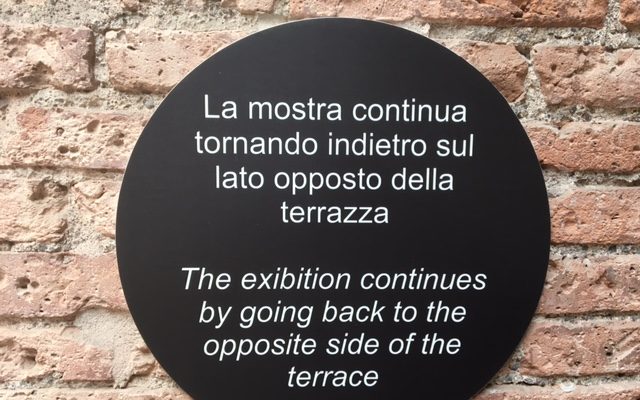 La mostra continua
tornando indietro sul
lato opposto della
terrazza
The exibition continues
by going back to the
opposite side of the
terrace